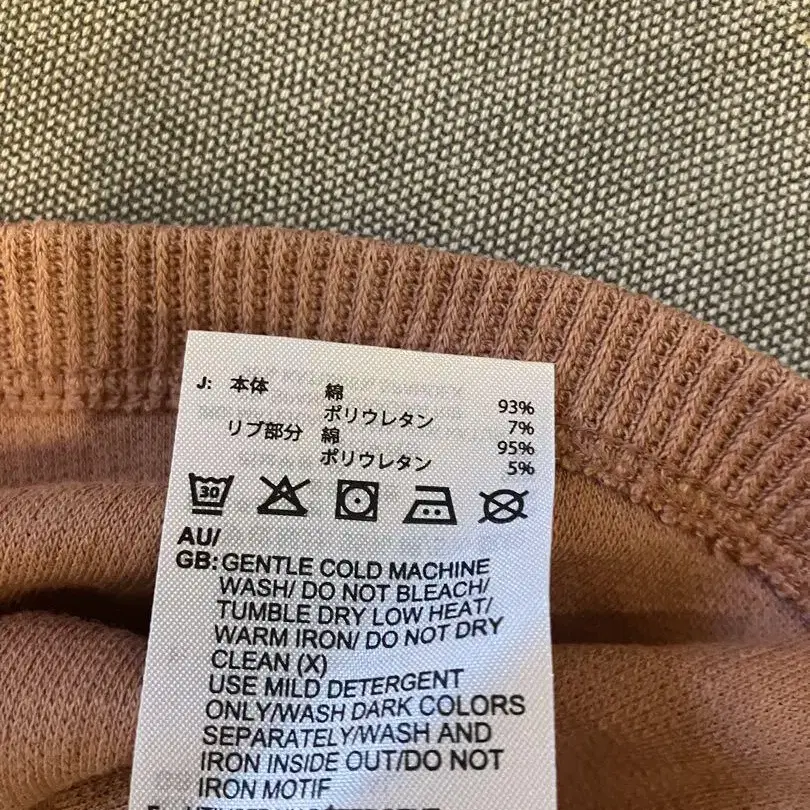 J: 本体 綿 93%
ポリウレタン 7%
リブ部分 綿 95%
ポリウレタン 5%
30
AU/
GB: GENTLE COLD MACHINE
WASH/ DO NOT BLEACH/
TUMBLE DRY LOW HEAT/
WARM IRON/ DO NOT DRY
CLEAN (X)
USE MILD DETERGENT
ONLY/WASH DARK COLORS
SEPARATELY/WASH AND
IRON INSIDE OUT/DO NOT
IRON MOTIF